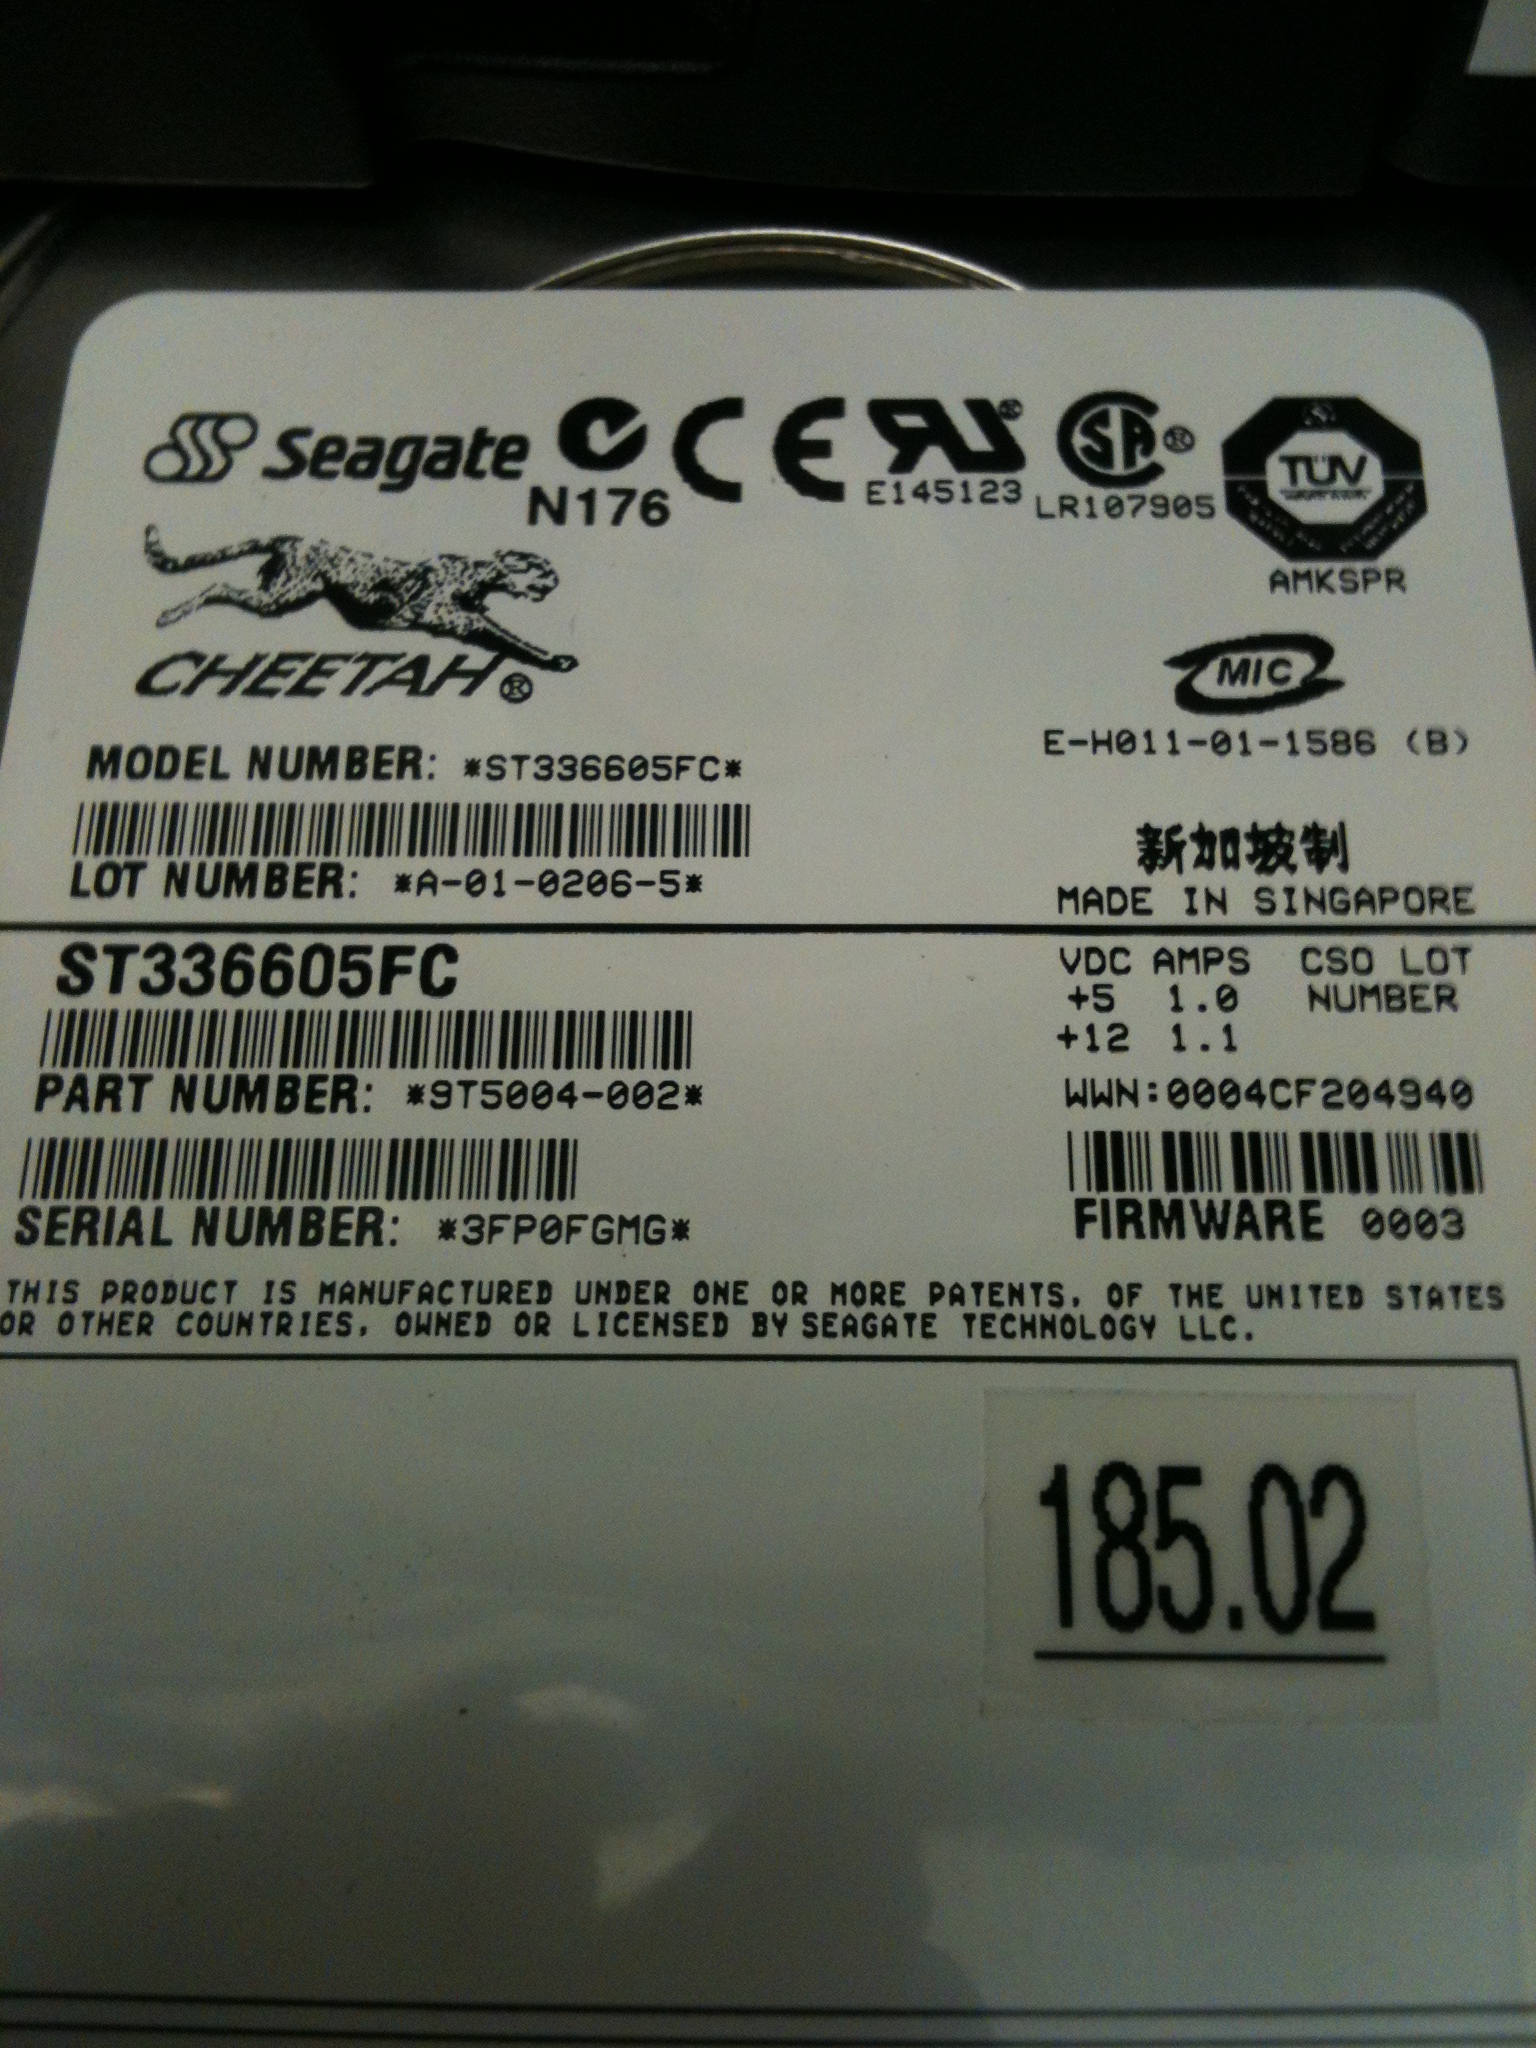 Seagate
N176
CE
E145123
LR107905
SA
TÜV
AMKSPR
CHEETAH®
MIC
E-H011-01-1586 (B)
MODEL NUMBER: *ST336605FC*
LOT NUMBER: *A-01-0206-5*
新加坡制
MADE IN SINGAPORE
ST336605FC
VDC AMPS CSO LOT
+5 1.0 NUMBER
+12 1.1
PART NUMBER: *9T5004-002*
WWN:0004CF204940
SERIAL NUMBER: *3FP0FGMG*
FIRMWARE 0003
THIS PRODUCT IS MANUFACTURED UNDER ONE OR MORE PATENTS, OF THE UNITED STATES
OR OTHER COUNTRIES, OWNED OR LICENSED BY SEAGATE TECHNOLOGY LLC.
185.02